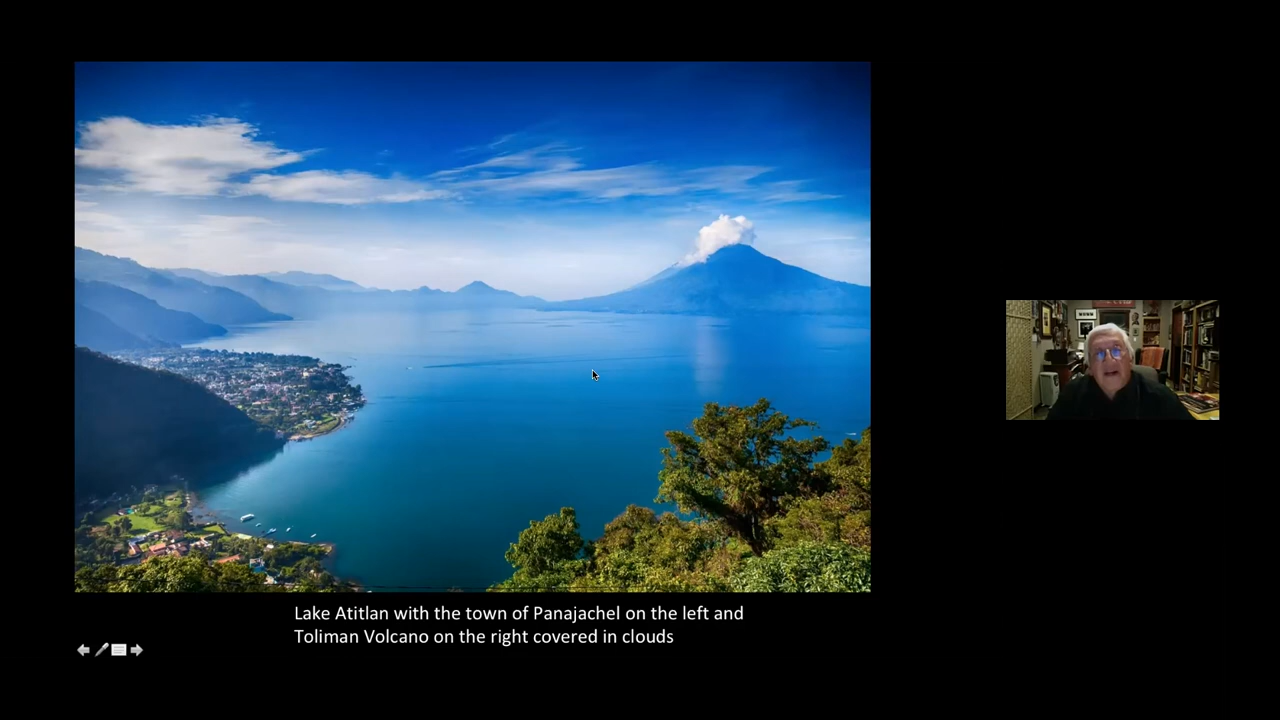 Lake Atitlan with the town of Panajachel on the left and
Toliman Volcano on the right covered in clouds